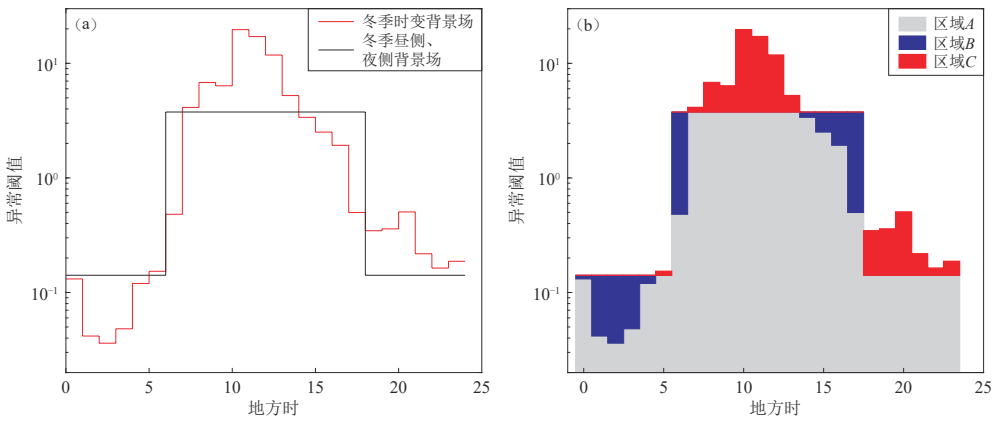 (a)
冬季时变背景场
冬季昼侧、
夜侧背景场
异常阈值
10¹
10⁰
10⁻¹
0 5 10 15 20 25
地方时
(b)
区域A
区域B
区域C
异常阈值
10¹
10⁰
10⁻¹
0 5 10 15 20 25
地方时